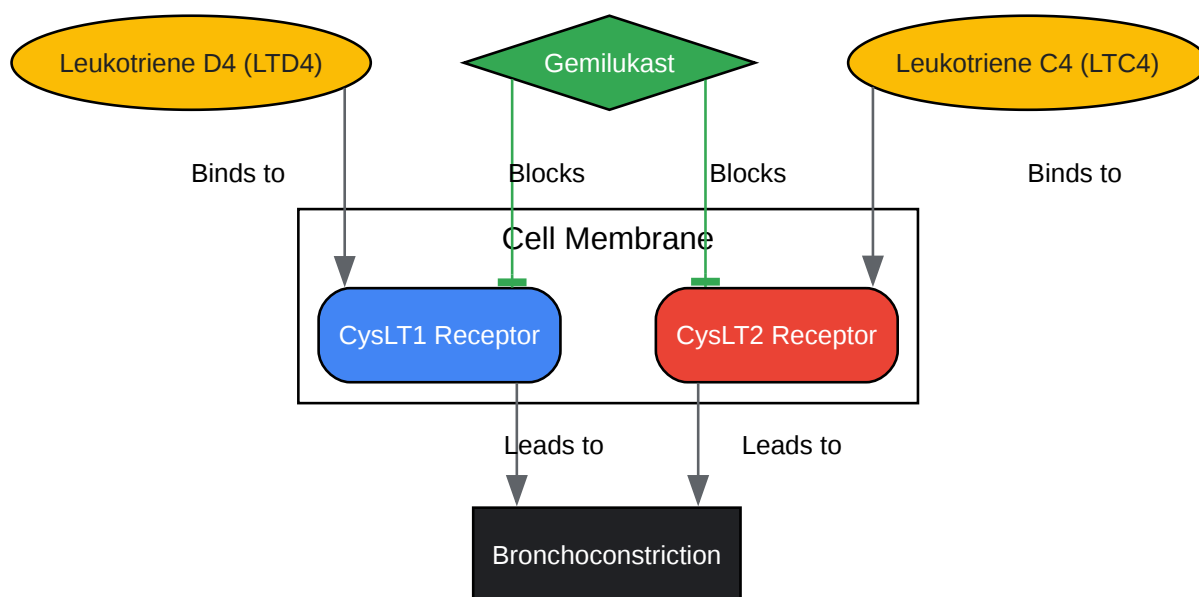 Leukotriene D4 (LTD4)
Gemilukast
Leukotriene C4 (LTC4)
Binds to
Blocks
Blocks
Binds to
Cell Membrane
CysLT1 Receptor
CysLT2 Receptor
Leads to
Leads to
Bronchoconstriction